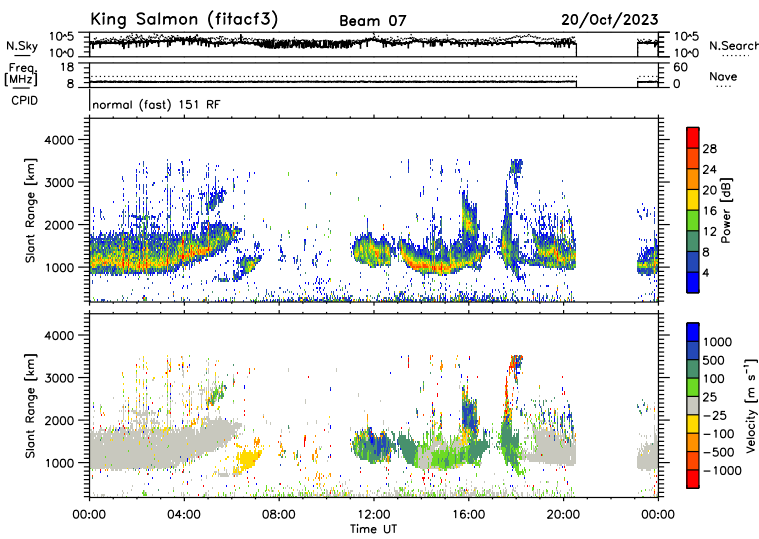 King Salmon (fitacf3) Beam 07 20/Oct/2023
N.Sky 10^5 10^0 10^5 10^0 N.Search
Freq. [MHz] 18 8 60 0 Nave
CPID normal (fast) 151 RF
Slant Range [km] 4000 3000 2000 1000
Power [dB] 28 24 20 16 12 8 4
Slant Range [km] 4000 3000 2000 1000
Velocity [m s⁻¹] 1000 500 100 25 −25 −100 −500 −1000
00:00 04:00 08:00 12:00 16:00 20:00 00:00
Time UT